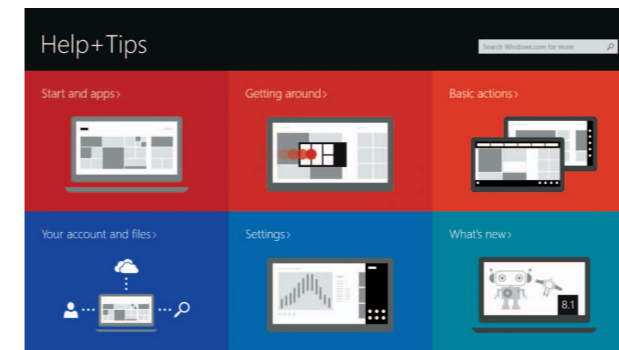 Help+Tips
Search Windows.com for more
Start and apps>
Getting around>
Basic actions>
Your account and files>
Settings>
What's new>
8.1